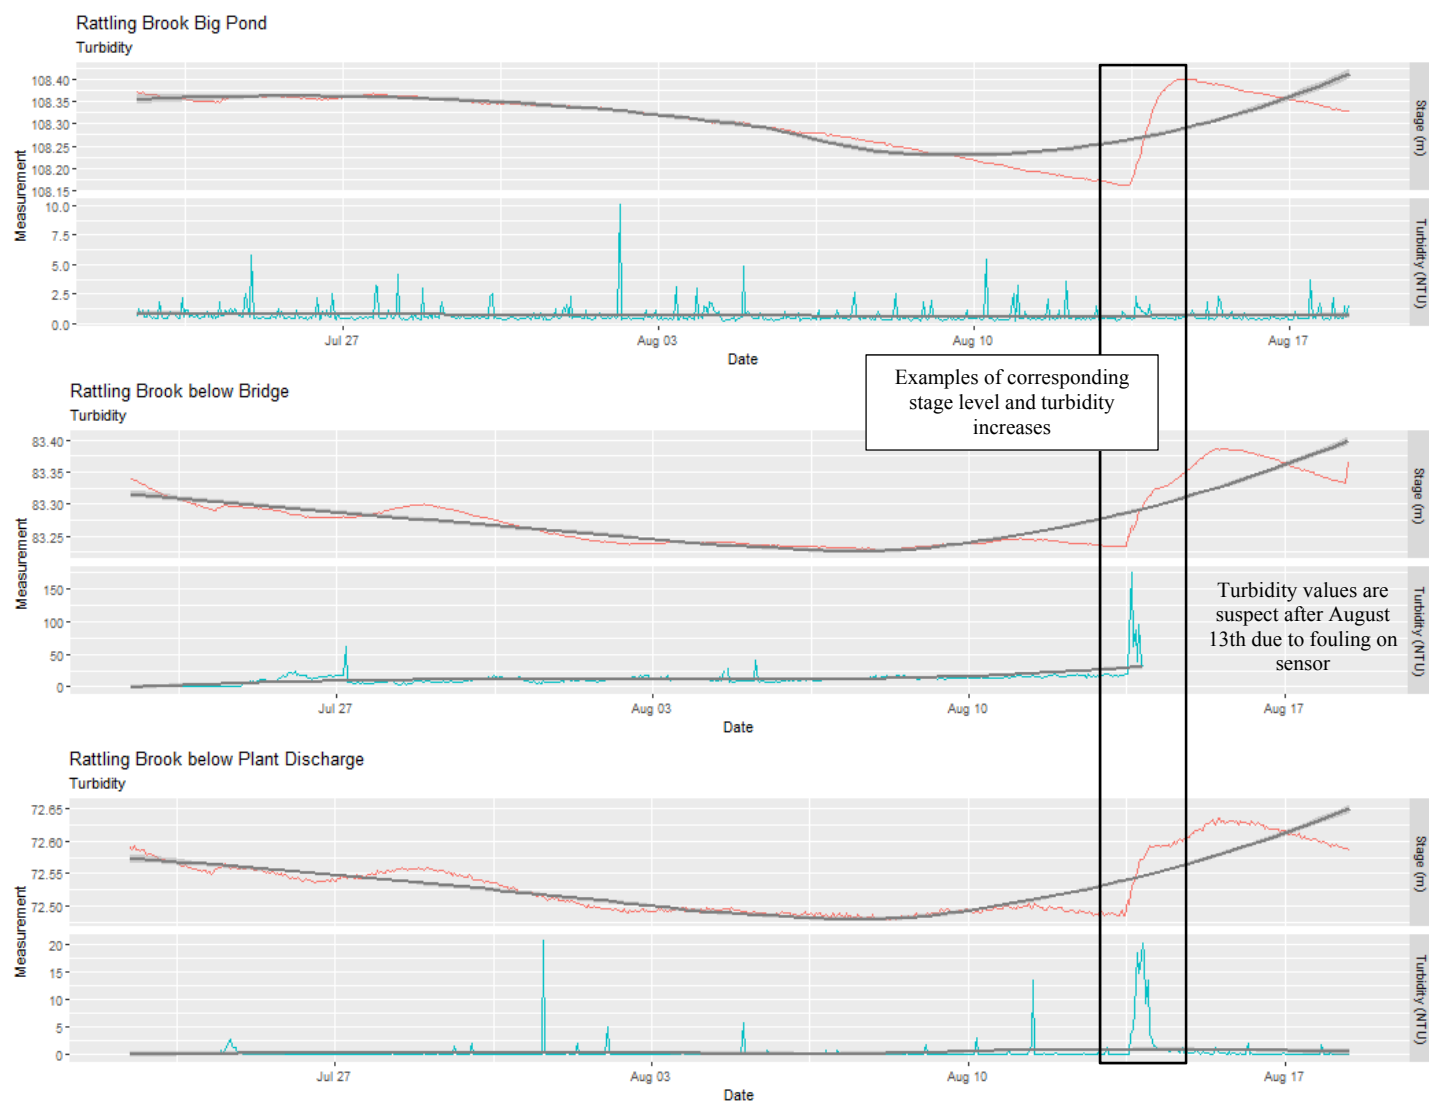 Rattling Brook Big Pond
Turbidity
108.40
108.35
108.30
108.25
108.20
108.15
Stage (m)
10.0
7.5
5.0
2.5
0.0
Turbidity (NTU)
Measurement
Jul 27
Aug 03
Aug 10
Aug 17
Date
Examples of corresponding
stage level and turbidity
increases
Rattling Brook below Bridge
Turbidity
83.40
83.35
83.30
83.25
Stage (m)
150
100
50
0
Turbidity (NTU)
Measurement
Turbidity values are
suspect after August
13th due to fouling on
sensor
Jul 27
Aug 03
Aug 10
Aug 17
Date
Rattling Brook below Plant Discharge
Turbidity
72.65
72.60
72.55
72.50
Stage (m)
20
15
10
5
0
Turbidity (NTU)
Measurement
Jul 27
Aug 03
Aug 10
Aug 17
Date